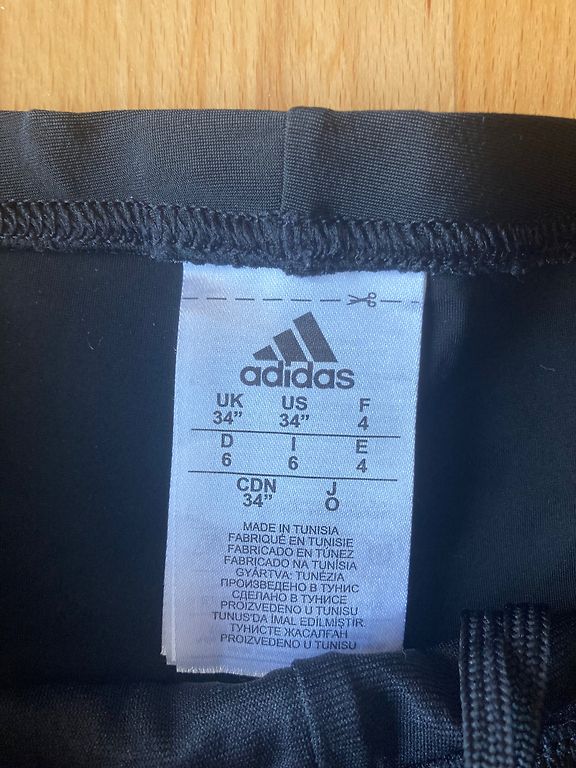 adidas
UK US F
34” 34” 4
D I E
6 6 4
CDN J
34” O
MADE IN TUNISIA
FABRIQUÉ EN TUNISIE
FABRICADO EN TÚNEZ
FABRICADO NA TUNÍSIA
GYÁRTVA: TUNÉZIA
ПРОИЗВЕДЕНО В ТУНИС
СДЕЛАНО В ТУНИСЕ
PROIZVEDENO U TUNISU
TUNUS'DA İMAL EDİLMİŞTİR.
ТУНИСТЕ ЖАСАЛҒАН
PROIZVEDENO U TUNISU